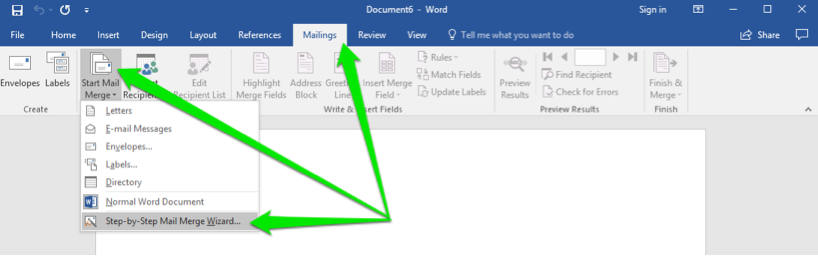 Document6 - Word
Sign in
File Home Insert Design Layout References Mailings Review View Tell me what you want to do Share
Envelopes Labels
Start Mail
Merge
Recipie
Edit
Recipient List
Highlight
Merge Fields
Address
Block
Greet
Line
Insert Merge
Field
Rules
Match Fields
Update Labels
Preview
Results
Find Recipient
Check for Errors
Finish &
Merge
Create
Write & Insert Fields
Preview Results
Finish
Letters
E-mail Messages
Envelopes...
Labels...
Directory
Normal Word Document
Step-by-Step Mail Merge Wizard...